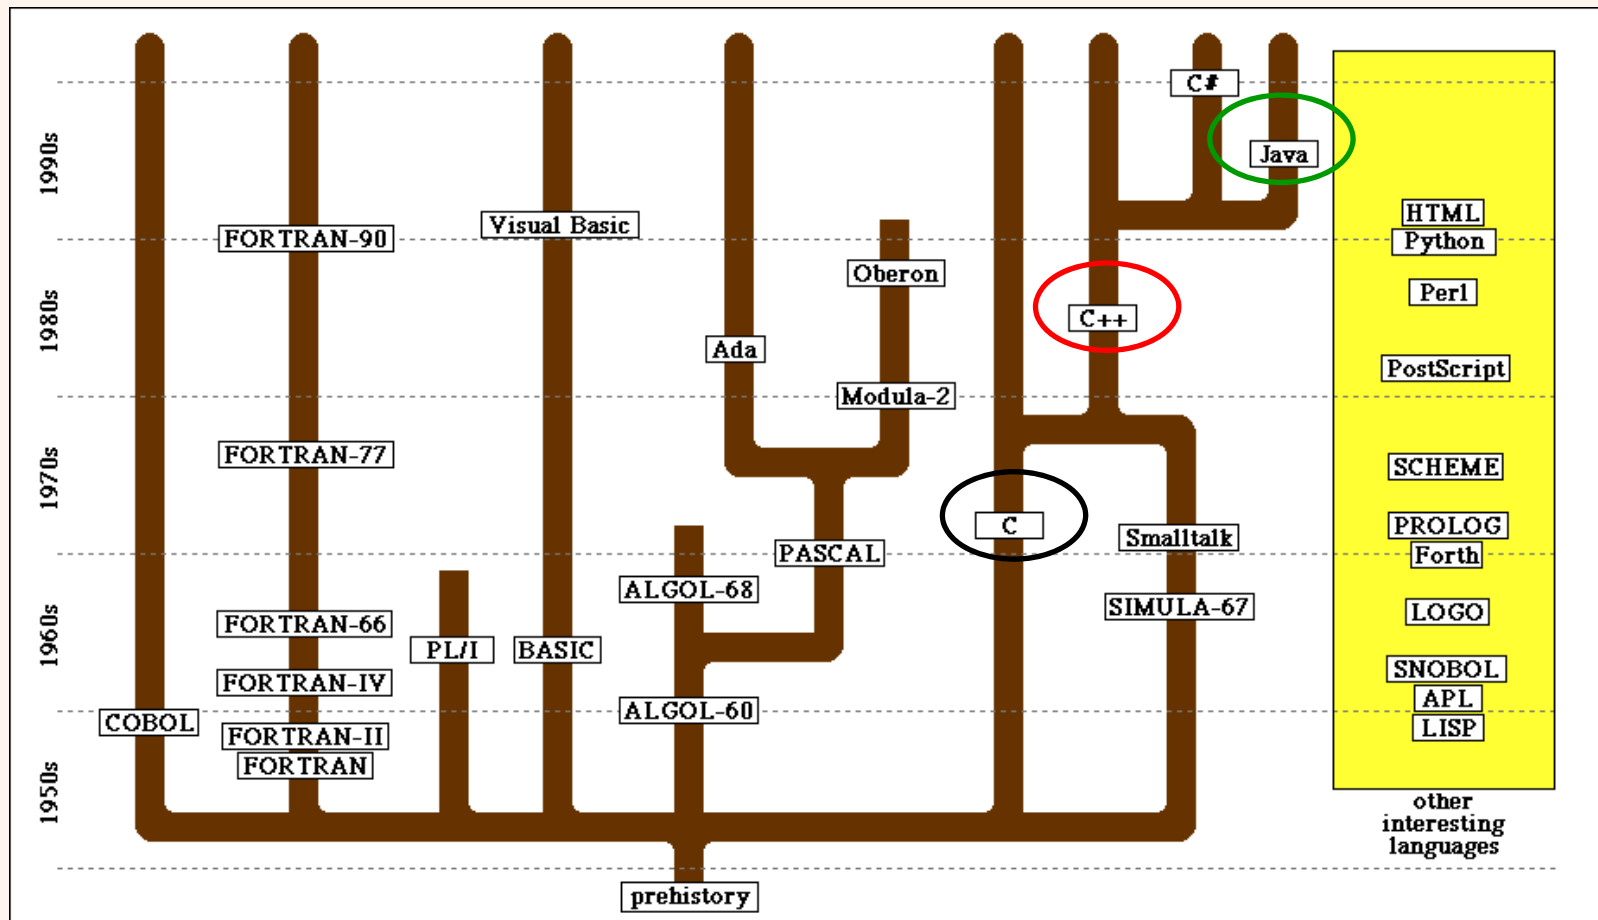 C#
1990s
Java
HTML
Visual Basic
FORTRAN-90
Python
Oberon
Perl
1980s
C++
Ada
PostScript
Modula-2
FORTRAN-77
SCHEME
1970s
C
PROLOG
Smalltalk
PASCAL
Forth
ALGOL-68
SIMULA-67
LOGO
1960s
FORTRAN-66
PL/I
BASIC
SNOBOL
FORTRAN-IV
APL
ALGOL-60
COBOL
LISP
FORTRAN-II
FORTRAN
1950s
other
interesting
languages
prehistory